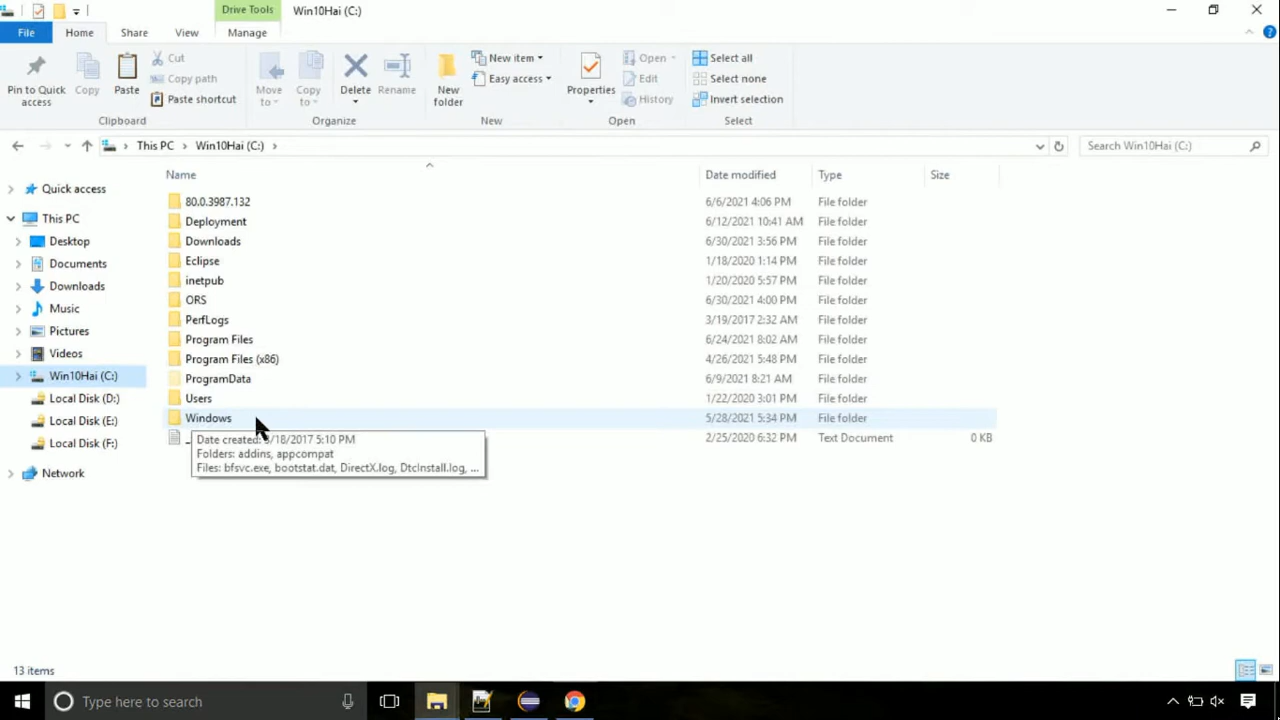 Drive Tools
Win10Hai (C:)
File
Home
Share
View
Manage
Pin to Quick access
Copy
Paste
Cut
Copy path
Paste shortcut
Clipboard
Move to
Copy to
Delete
Rename
Organize
New folder
New item
Easy access
New
Properties
Open
Edit
History
Open
Select all
Select none
Invert selection
Select
This PC > Win10Hai (C:) >
Search Win10Hai (C:)
Name Date modified Type Size
Quick access
This PC
Desktop
Documents
Downloads
Music
Pictures
Videos
Win10Hai (C:)
Local Disk (D:)
Local Disk (E:)
Local Disk (F:)
Network
80.0.3987.132 6/6/2021 4:06 PM File folder
Deployment 6/12/2021 10:41 AM File folder
Downloads 6/30/2021 3:56 PM File folder
Eclipse 1/18/2020 1:14 PM File folder
inetpub 1/20/2020 5:57 PM File folder
ORS 6/30/2021 4:00 PM File folder
PerfLogs 3/19/2017 2:32 AM File folder
Program Files 6/24/2021 8:02 AM File folder
Program Files (x86) 4/26/2021 5:48 PM File folder
ProgramData 6/9/2021 8:21 AM File folder
Users 1/22/2020 3:01 PM File folder
Windows 5/28/2021 5:34 PM File folder
2/25/2020 6:32 PM Text Document 0 KB
Date created: /18/2017 5:10 PM
Folders: addins, appcompat
Files: bfsvc.exe, bootstat.dat, DirectX.log, DtcInstall.log, ...
13 items
Type here to search